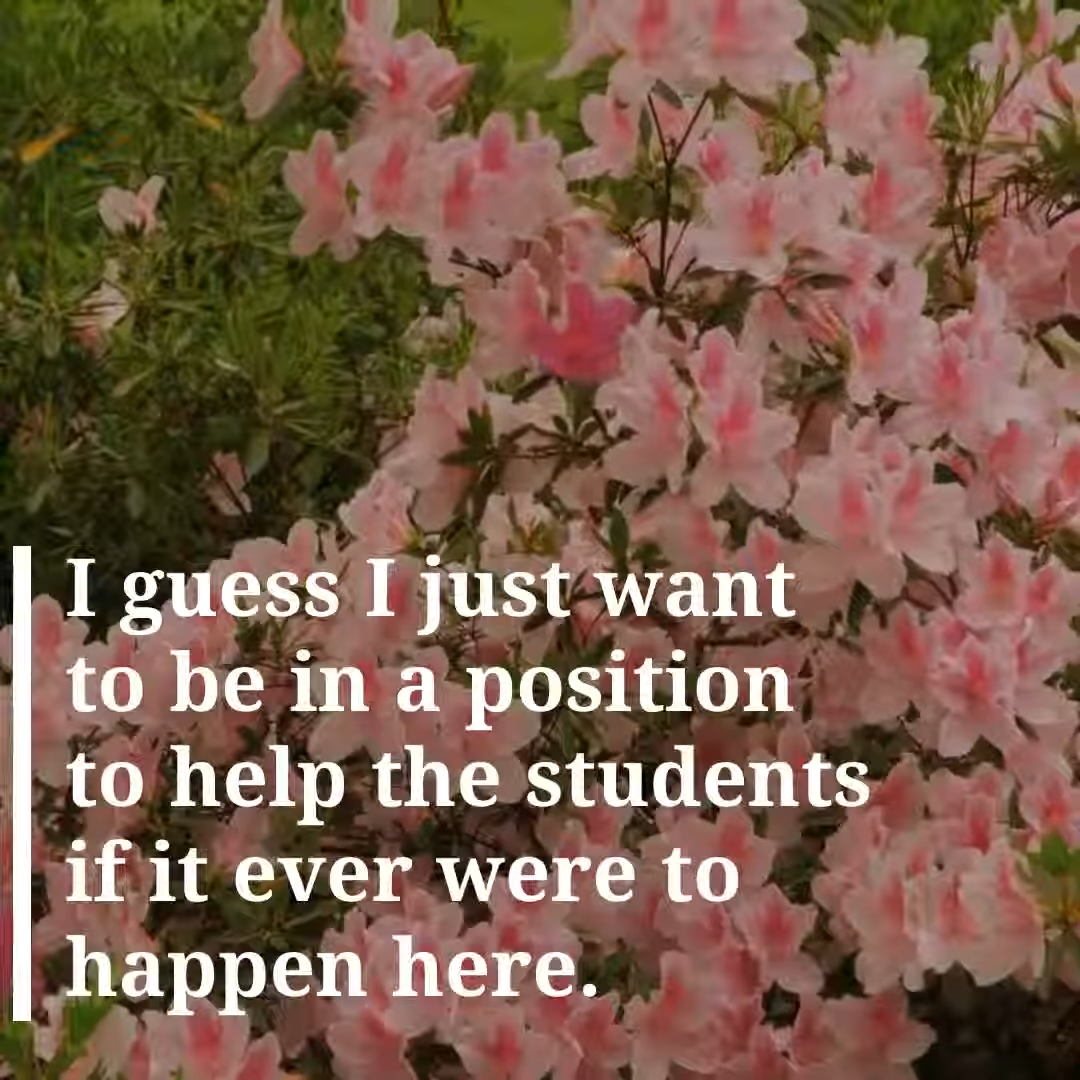 I guess I just want
to be in a position
to help the students
if it ever were to
happen here.